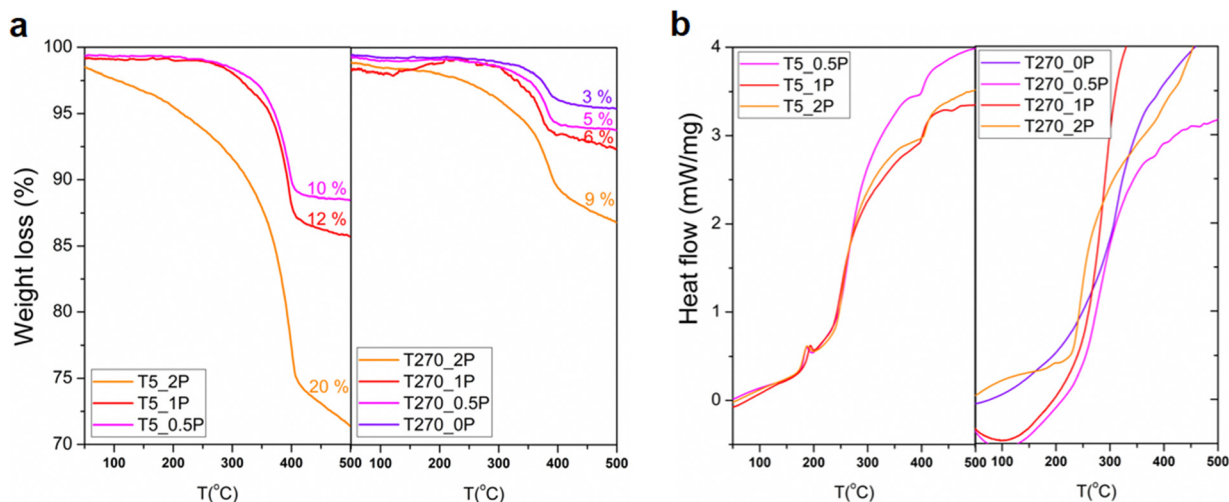 a
Weight loss (%)
100
95
90
85
80
75
70
10 %
12 %
20 %
T5_2P
T5_1P
T5_0.5P
100
200
300
400
500
T(°C)
3 %
5 %
6 %
9 %
T270_2P
T270_1P
T270_0.5P
T270_0P
100
200
300
400
500
T(°C)
b
Heat flow (mW/mg)
4
3
2
1
0
T5_0.5P
T5_1P
T5_2P
100
200
300
400
500
T(°C)
T270_0P
T270_0.5P
T270_1P
T270_2P
100
200
300
400
500
T(°C)